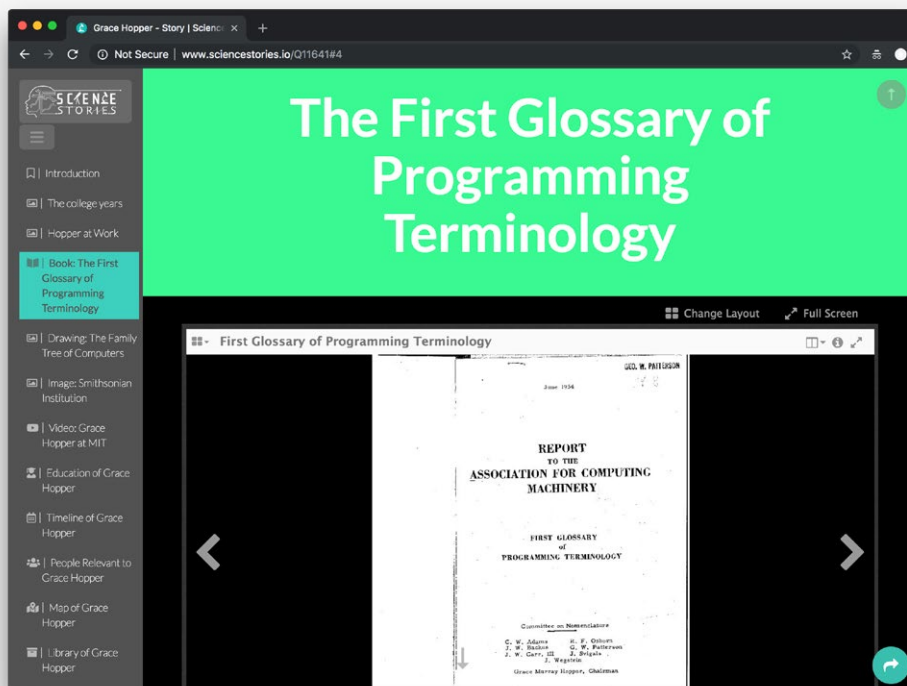 Grace Hopper - Story | Scienc
Not Secure | www.sciencestories.io/Q11641#4
SCIENCE
STORIES
Introduction
The college years
Hopper at Work
Book: The First
Glossary of
Programming
Terminology
Drawing: The Family
Tree of Computers
Image: Smithsonian
Institution
Video: Grace
Hopper at MIT
Education of Grace
Hopper
Timeline of Grace
Hopper
People Relevant to
Grace Hopper
Map of Grace
Hopper
Library of Grace
Hopper
The First Glossary of
Programming
Terminology
Change Layout
Full Screen
First Glossary of Programming Terminology
GEO. W. PATTERSON
June 1954
REPORT
TO THE
ASSOCIATION FOR COMPUTING
MACHINERY
FIRST GLOSSARY
of
PROGRAMMING TERMINOLOGY
Committee on Nomenclature
C. W. Adams R. F. Osborn
J. W. Backus G. W. Patterson
J. W. Carr, III J. Svigals
J. Wegstein
Grace Murray Hopper, Chairman